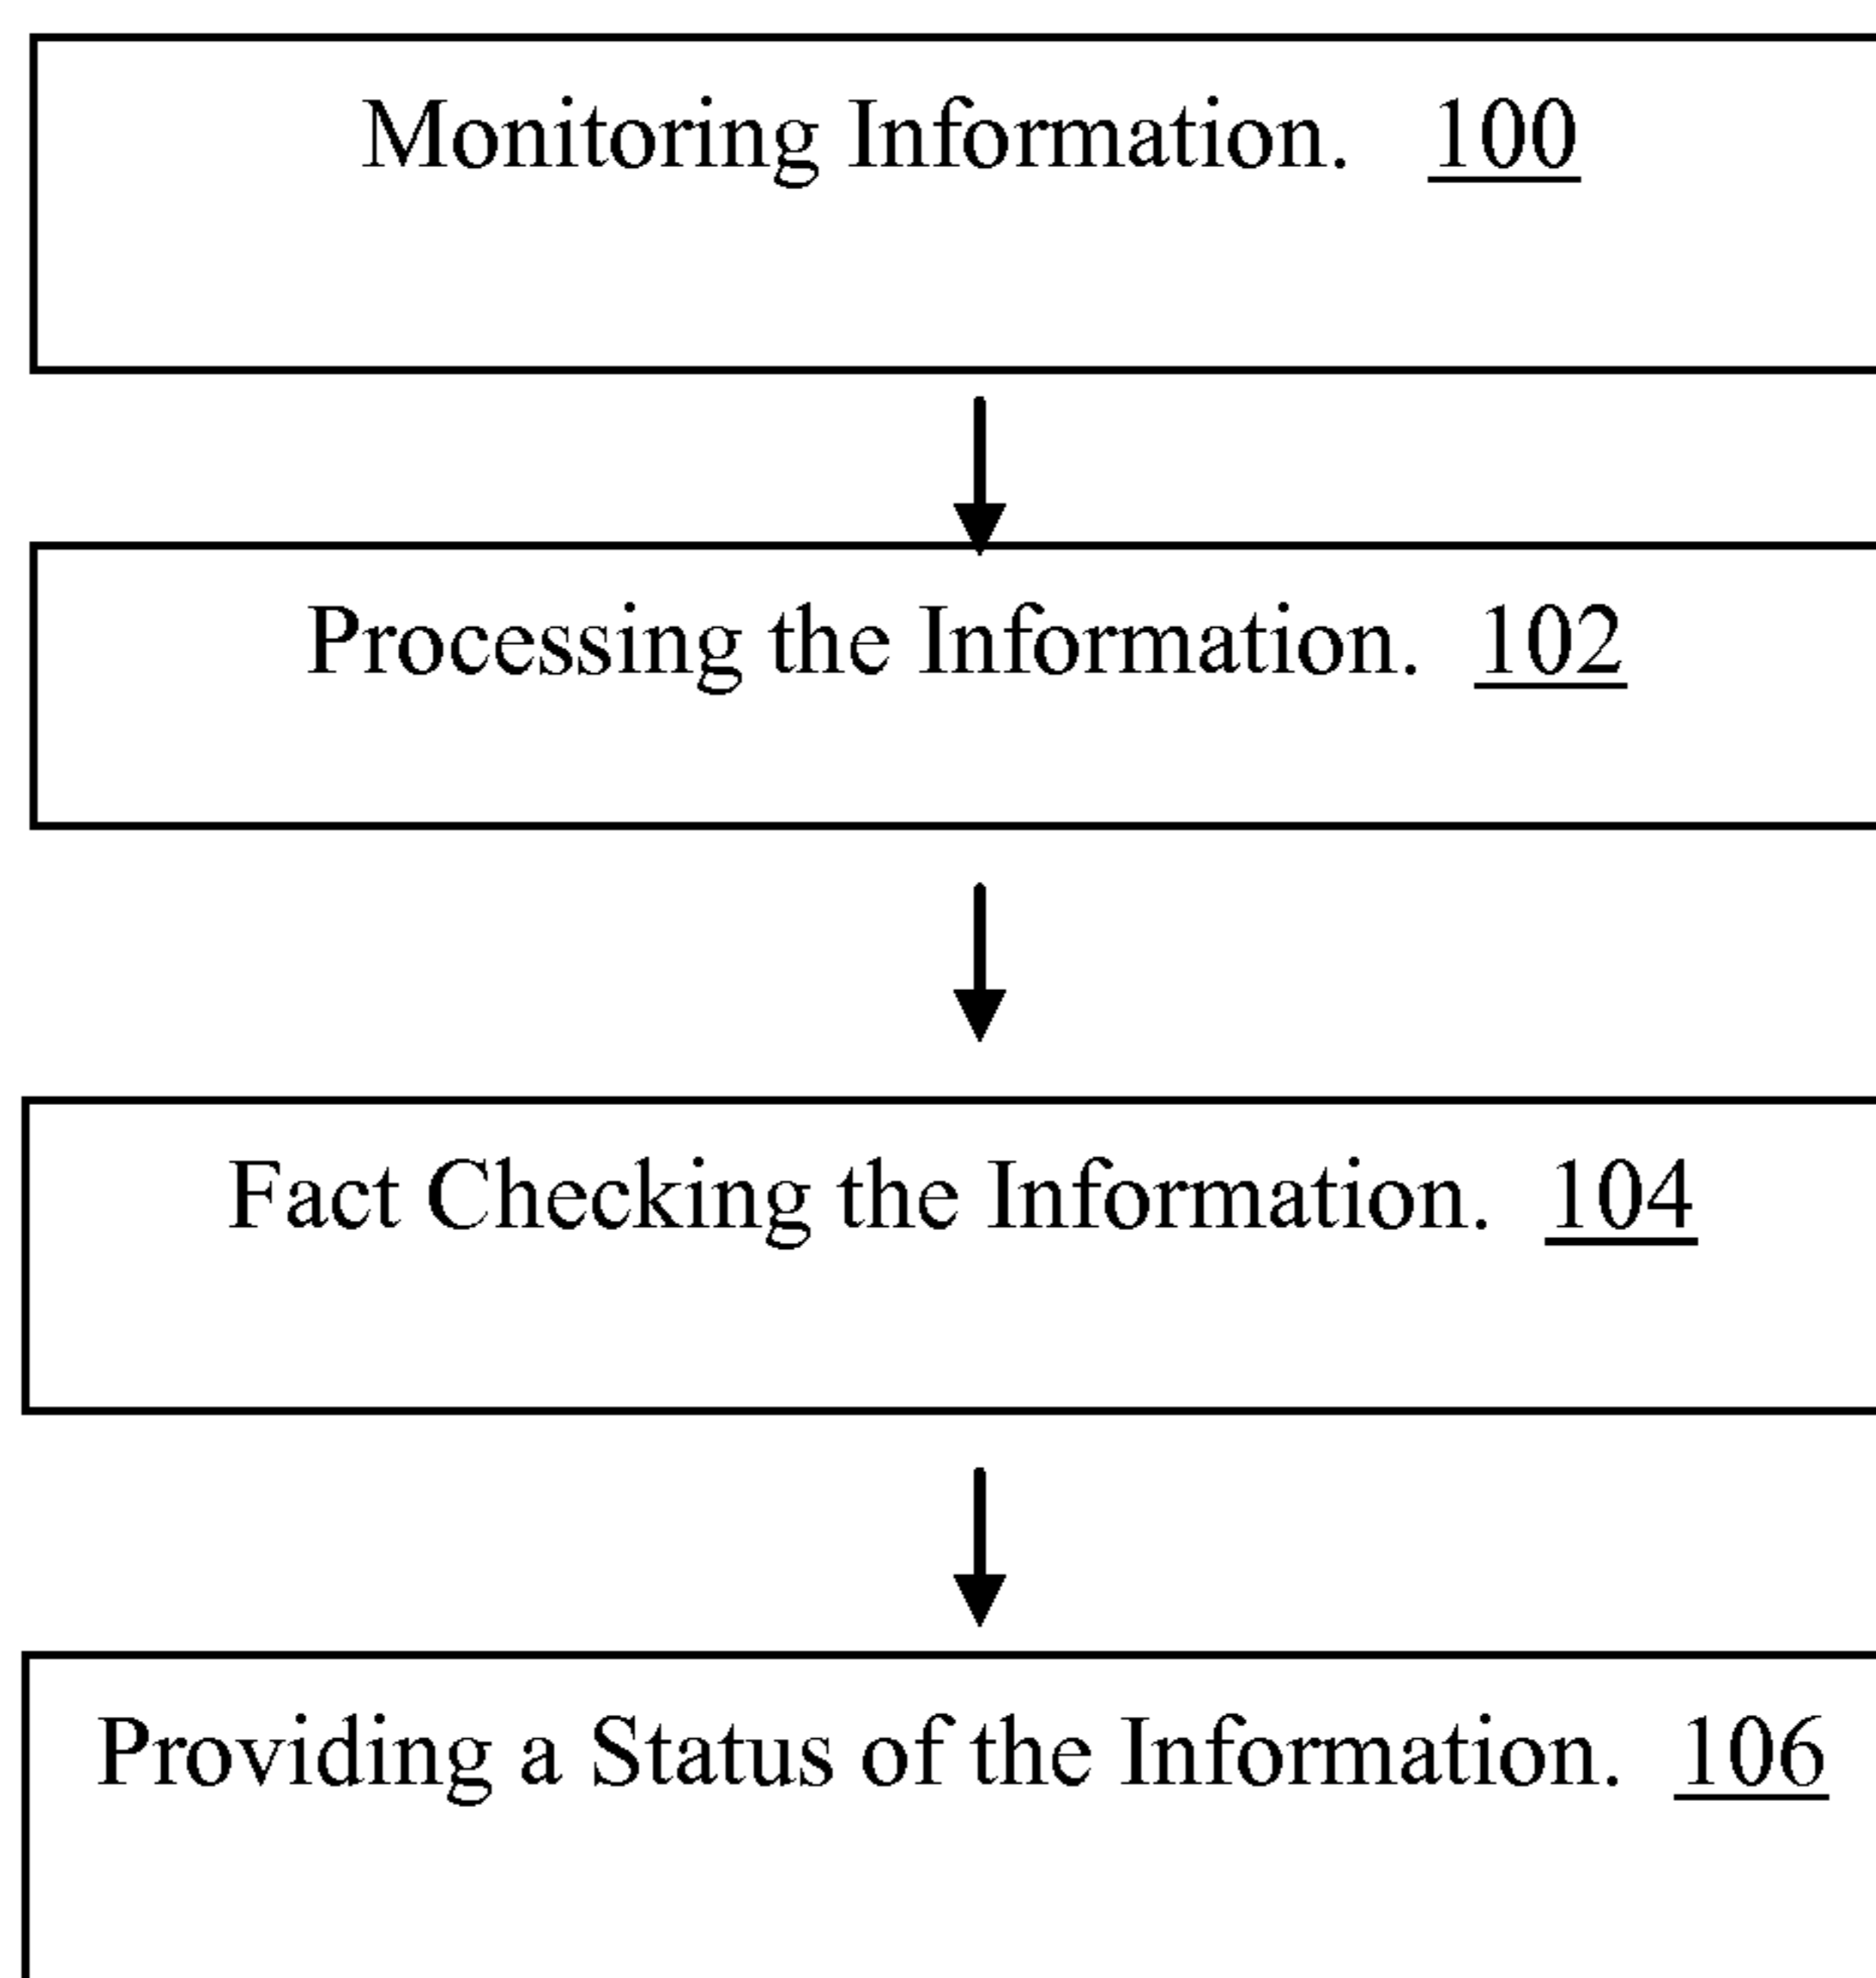 Monitoring Information. 100
Processing the Information. 102
Fact Checking the Information. 104
Providing a Status of the Information. 106